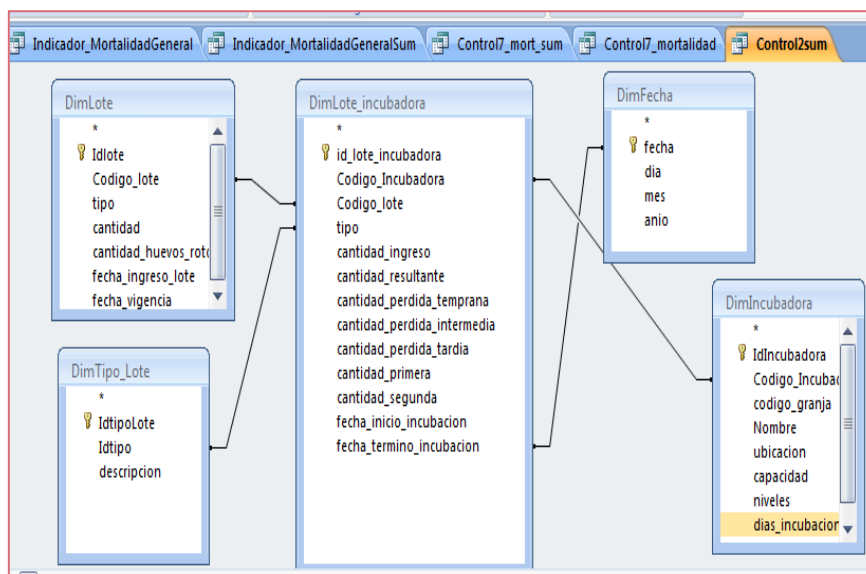 Indicador_MortalidadGeneral
Indicador_MortalidadGeneralSum
Control7_mort_sum
Control7_mortalidad
Control2sum
DimLote
*
Idlote
Codigo_lote
tipo
cantidad
cantidad_huevos_roto
fecha_ingreso_lote
fecha_vigencia
DimTipo_Lote
*
IdtipoLote
Idtipo
descripcion
DimLote_incubadora
*
id_lote_incubadora
Codigo_Incubadora
Codigo_lote
tipo
cantidad_ingreso
cantidad_resultante
cantidad_perdida_temprana
cantidad_perdida_intermedia
cantidad_perdida_tardia
cantidad_primera
cantidad_segunda
fecha_inicio_incubacion
fecha_termino_incubacion
DimFecha
*
fecha
dia
mes
anio
DimIncubadora
*
IdIncubadora
Codigo_Incubad
codigo_granja
Nombre
ubicacion
capacidad
niveles
dias_incubacion